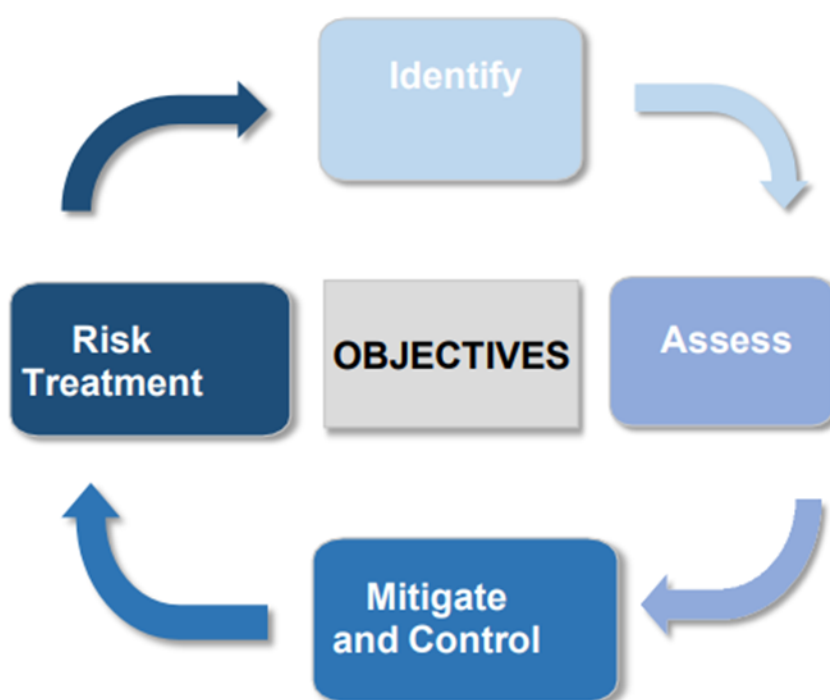 Identify
Risk
Treatment
OBJECTIVES
Assess
Mitigate
and Control